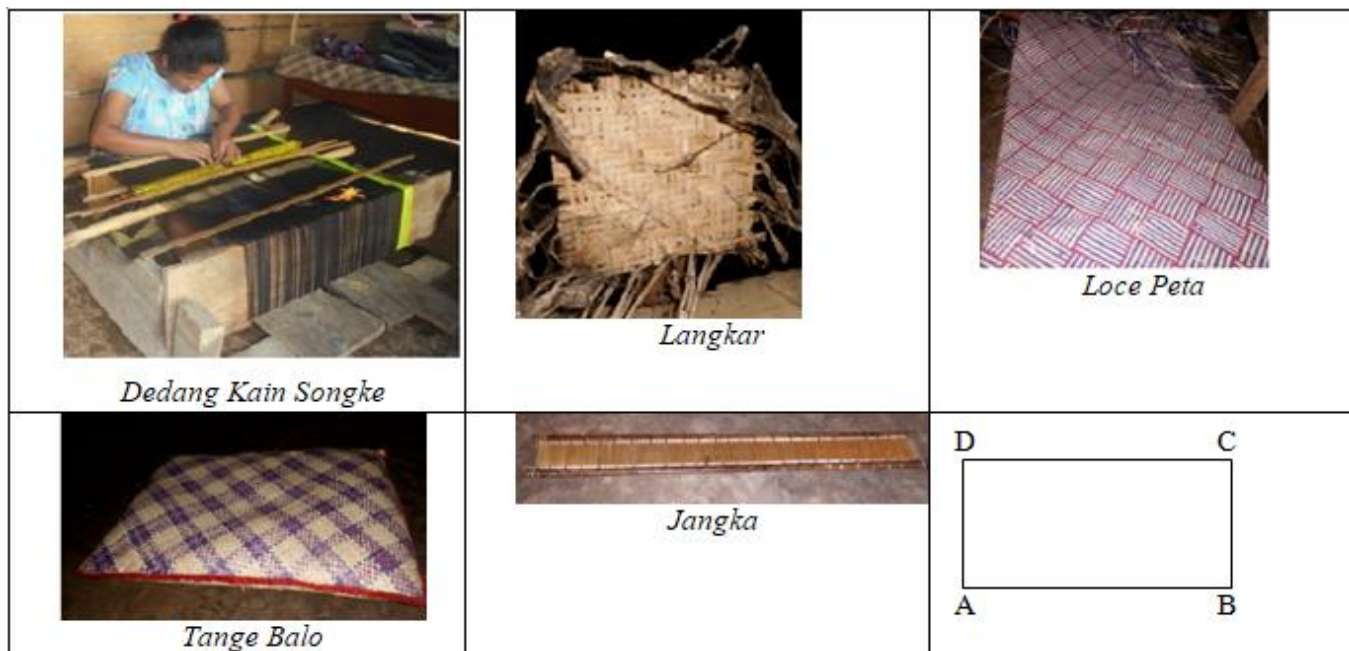 Dedang Kain Songke
Langkar
Loce Peta
Tange Balo
Jangka
D C
A B